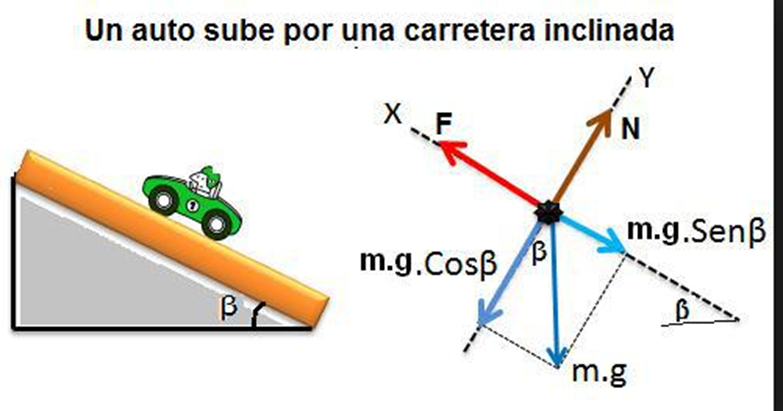 Un auto sube por una carretera inclinada
Y
X
F
N
m.g.Senβ
m.g.Cosβ
β
β
β
m.g